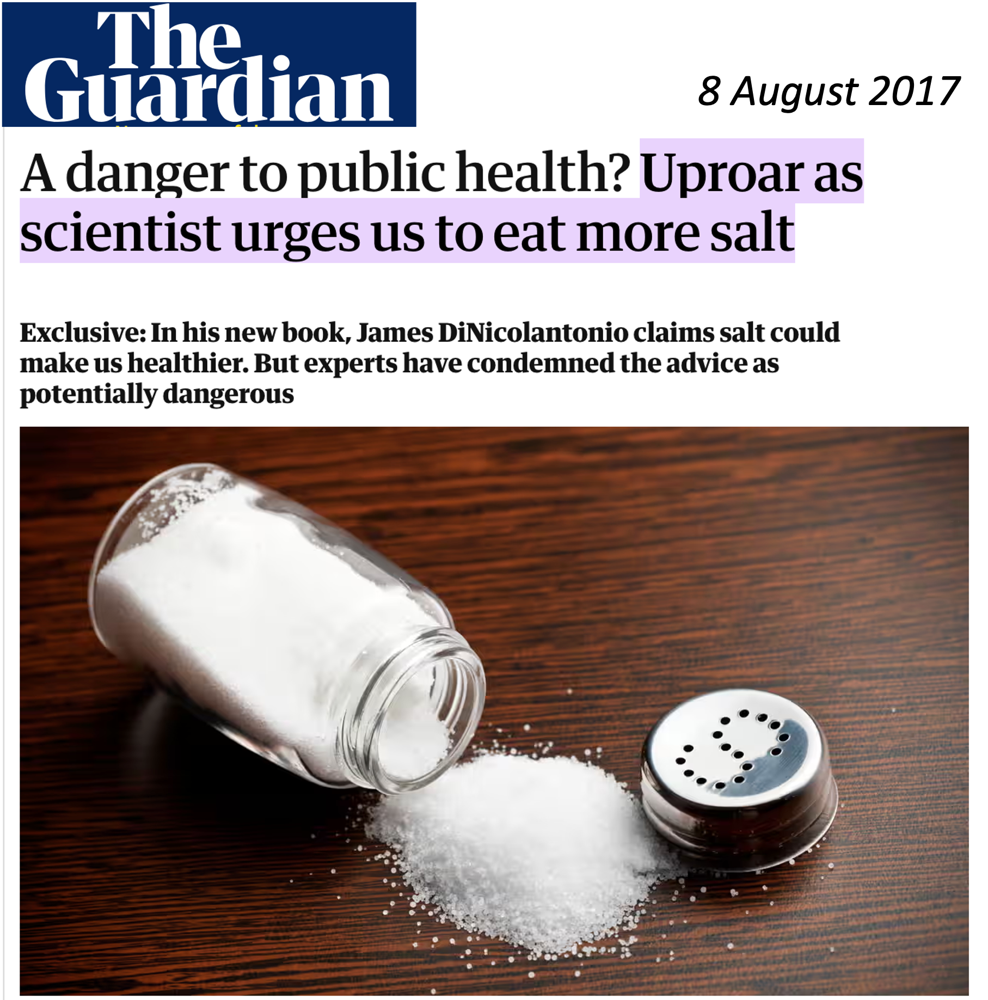 The
Guardian
8 August 2017
A danger to public health? Uproar as
scientist urges us to eat more salt
Exclusive: In his new book, James DiNicolantonio claims salt could
make us healthier. But experts have condemned the advice as
potentially dangerous